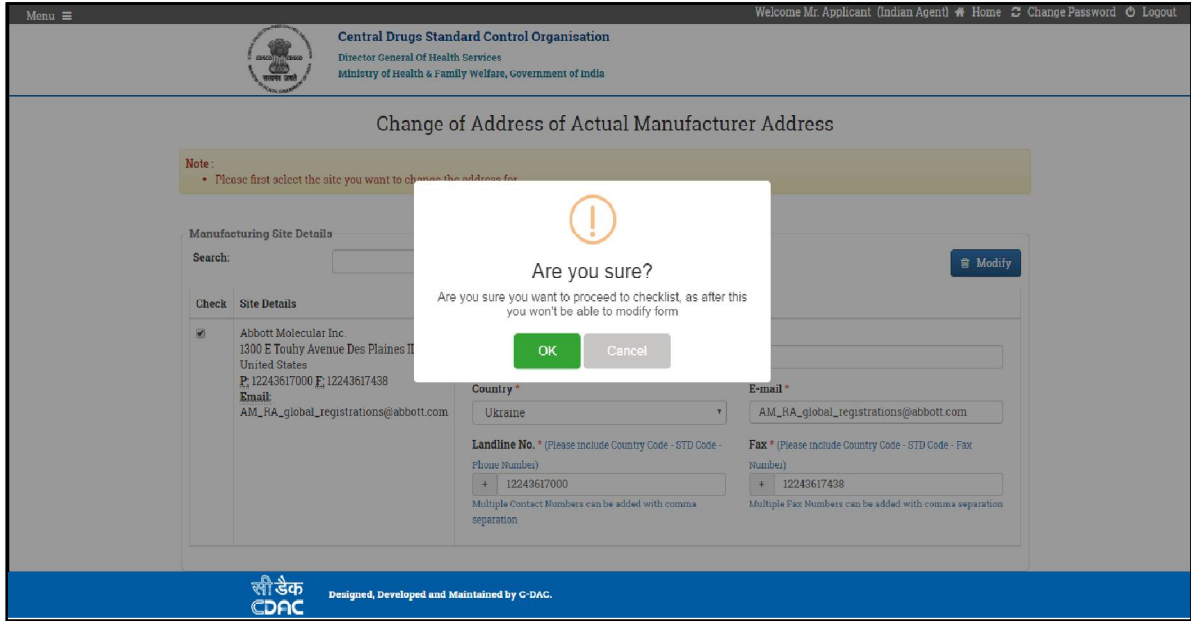 Menu
Welcome Mr. Applicant (Indian Agent) Home Change Password Logout
Central Drugs Standard Control Organisation
Director General Of Health Services
Ministry of Health & Family Welfare, Government of India
Change of Address of Actual Manufacturer Address
Note :
Please first select the site you want to change the address for
Manufacturing Site Details
Search:
Modify
Are you sure?
Are you sure you want to proceed to checklist, as after this
you won't be able to modify form
OK Cancel
Check Site Details
Abbott Molecular Inc.
1300 E Touhy Avenue Des Plaines
United States
P: 12243617000 F: 12243617438
Email:
AM_RA_global_registrations@abbott.com
Country * E-mail *
Ukraine AM_RA_global_registrations@abbott.com
Landline No. * (Please include Country Code - STD Code - Phone Number)
+ 12243617000
Multiple Contact Numbers can be added with comma
separation
Fax * (Please include Country Code - STD Code - Fax
Number)
+ 12243617438
Multiple Fax Numbers can be added with comma separation
सी डैक
CDAC
Designed, Developed and Maintained by C-DAC.